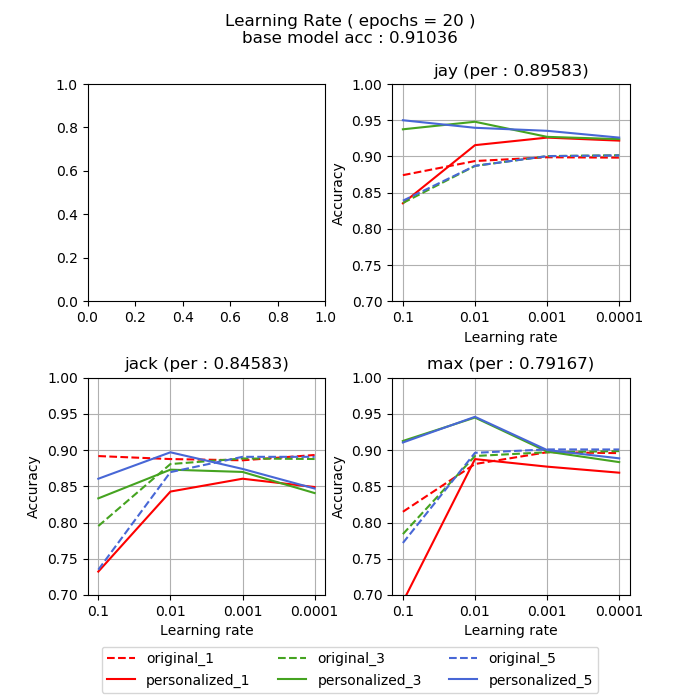 Learning Rate ( epochs = 20 )
base model acc : 0.91036
1.0
0.8
0.6
0.4
0.2
0.0
0.0 0.2 0.4 0.6 0.8 1.0
jay (per : 0.89583)
Accuracy
1.00
0.95
0.90
0.85
0.80
0.75
0.70
0.1 0.01 0.001 0.0001
Learning rate
jack (per : 0.84583)
Accuracy
1.00
0.95
0.90
0.85
0.80
0.75
0.70
0.1 0.01 0.001 0.0001
Learning rate
max (per : 0.79167)
Accuracy
1.00
0.95
0.90
0.85
0.80
0.75
0.70
0.1 0.01 0.001 0.0001
Learning rate
original_1 original_3 original_5
personalized_1 personalized_3 personalized_5